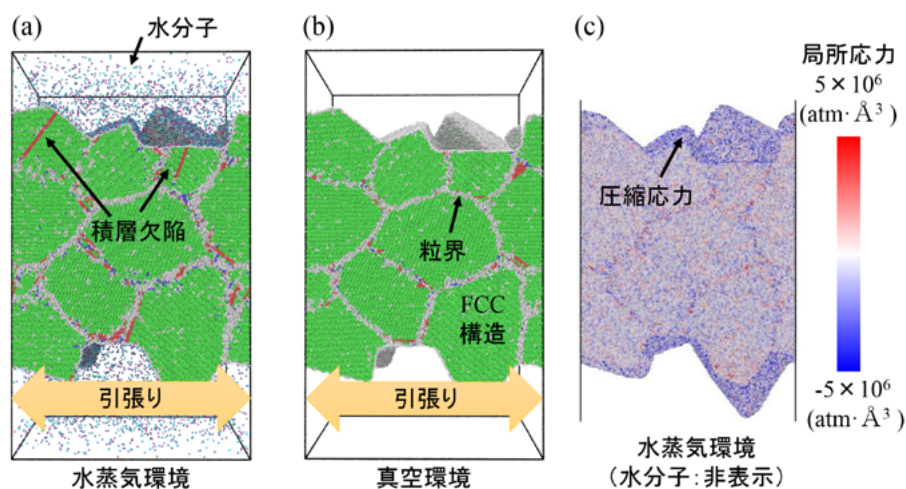 (a)
水分子
積層欠陥
引張り
水蒸気環境
(b)
粒界
FCC
構造
引張り
真空環境
(c)
局所応力
5×10⁶
(atm·Å³)
圧縮応力
-5×10⁶
(atm·Å³)
水蒸気環境
(水分子:非表示)